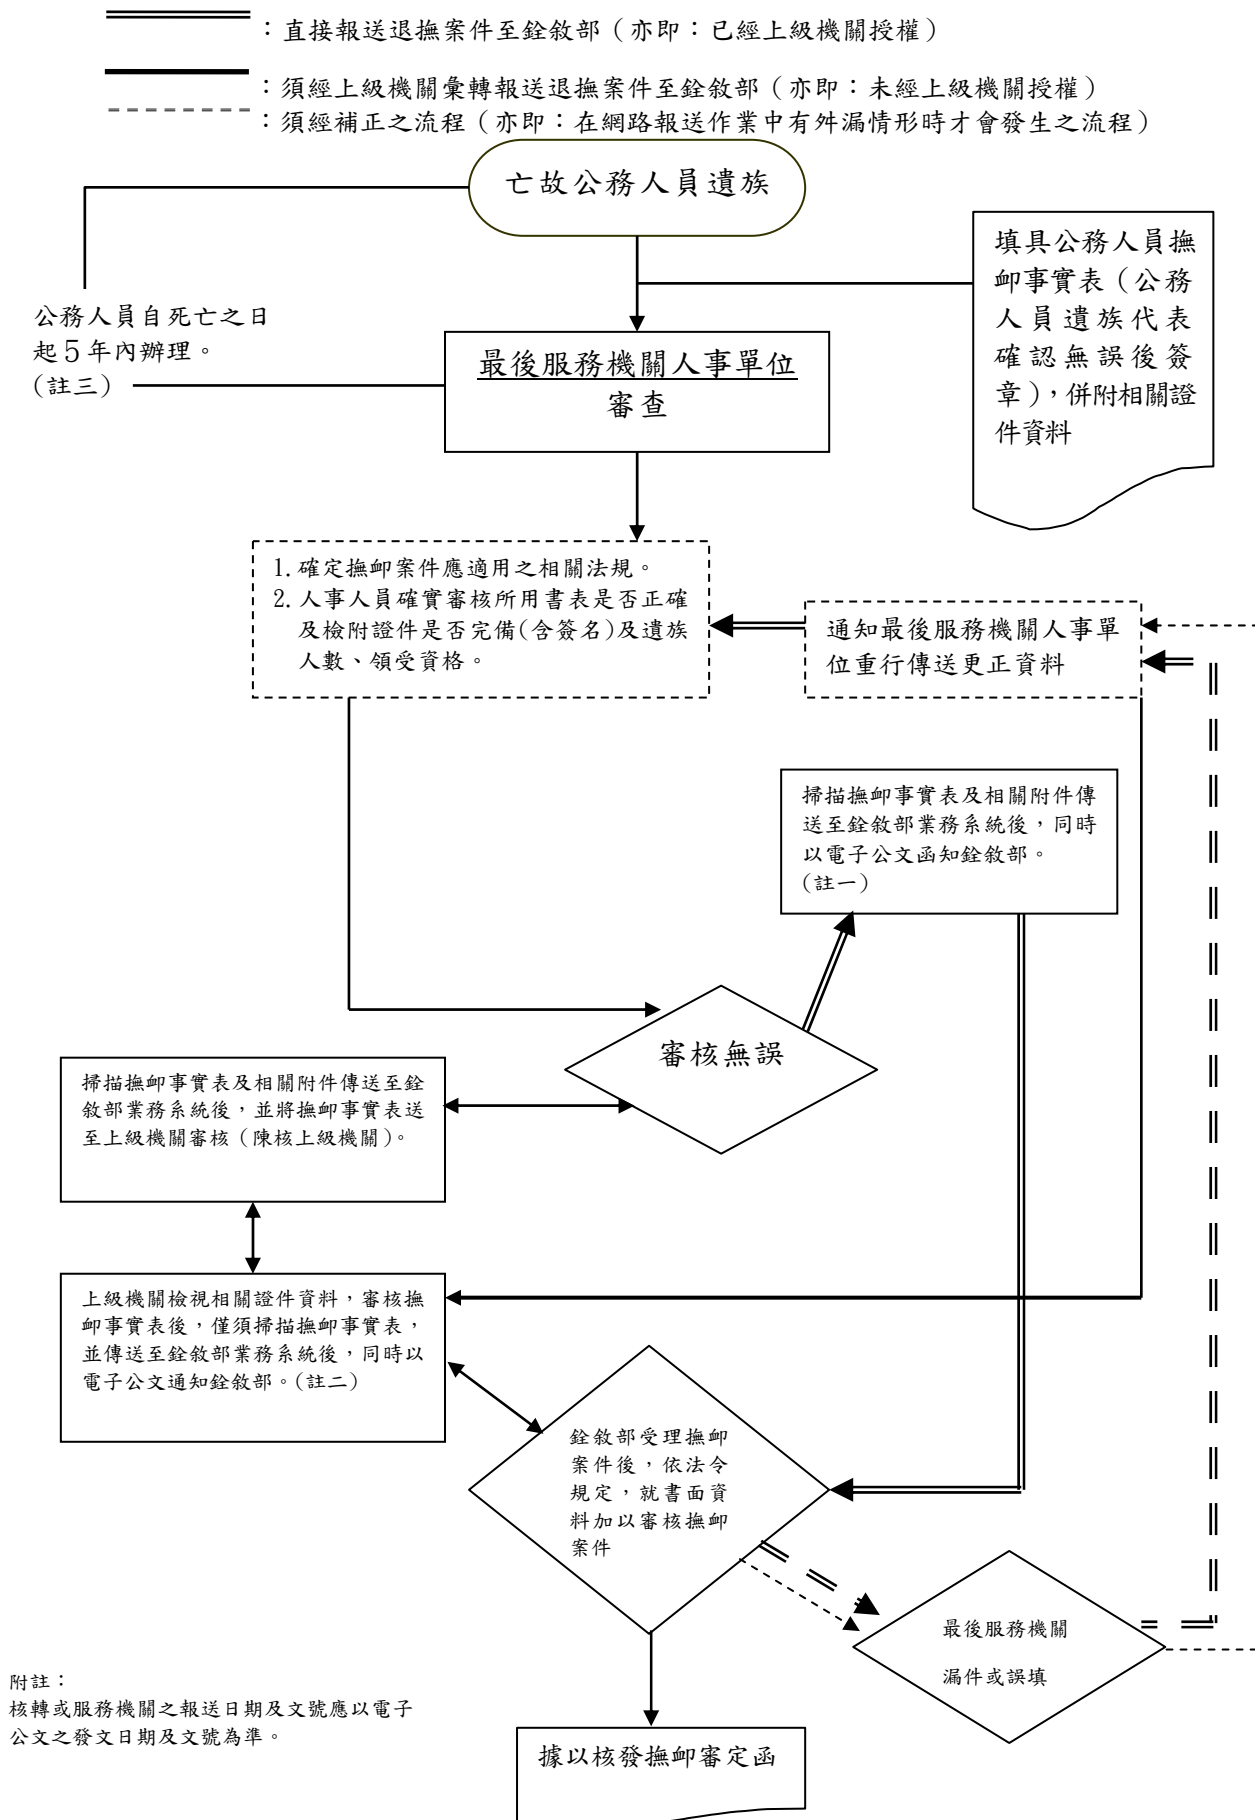 ：直接報送退撫案件至銓敘部（亦即：已經上級機關授權）
：須經上級機關彙轉報送退撫案件至銓敘部（亦即：未經上級機關授權）
：須經補正之流程（亦即：在網路報送作業中有舛漏情形時才會發生之流程）
亡故公務人員遺族
填具公務人員撫
卹事實表（公務
人員遺族代表
確認無誤後簽
章），併附相關證
件資料
公務人員自死亡之日
起５年內辦理。
(註三)
最後服務機關人事單位
審查
1.確定撫卹案件應適用之相關法規。
2.人事人員確實審核所用書表是否正確
及檢附證件是否完備(含簽名)及遺族
人數、領受資格。
通知最後服務機關人事單
位重行傳送更正資料
掃描撫卹事實表及相關附件傳
送至銓敘部業務系統後，同時
以電子公文函知銓敘部。
(註一)
審核無誤
掃描撫卹事實表及相關附件傳送至銓
敘部業務系統後，並將撫卹事實表送
至上級機關審核（陳核上級機關）。
上級機關檢視相關證件資料，審核撫
卹事實表後，僅須掃描撫卹事實表，
並傳送至銓敘部業務系統後，同時以
電子公文通知銓敘部。(註二)
銓敘部受理撫卹
案件後，依法令
規定，就書面資
料加以審核撫卹
案件
最後服務機關
漏件或誤填
附註：
核轉或服務機關之報送日期及文號應以電子
公文之發文日期及文號為準。
據以核發撫卹審定函